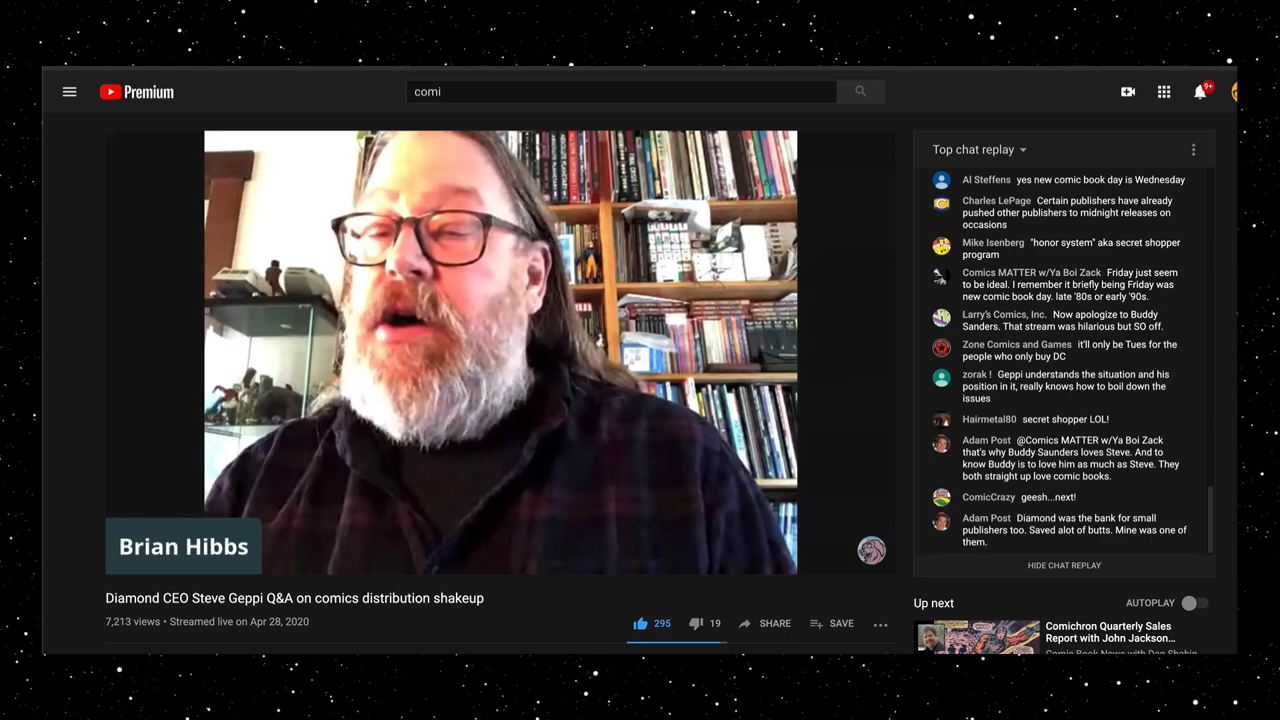 Premium
comi
9+
Top chat replay
Al Steffens yes new comic book day is Wednesday
Charles LePage Certain publishers have already
pushed other publishers to midnight releases on
occasions
Mike Isenberg "honor system" aka secret shopper
program
Comics MATTER w/Ya Boi Zack Friday just seem
to be ideal. I remember it briefly being Friday was
new comic book day. late '80s or early '90s.
Larry's Comics, Inc. Now apologize to Buddy
Sanders. That stream was hilarious but SO off.
Zone Comics and Games it'll only be Tues for the
people who only buy DC
zorak ! Geppi understands the situation and his
position in it, really knows how to boil down the
issues
Hairmetal80 secret shopper LOL!
Adam Post @Comics MATTER w/Ya Boi Zack
that's why Buddy Saunders loves Steve. And to
know Buddy is to love him as much as Steve. They
both straight up love comic books.
ComicCrazy geesh...next!
Adam Post Diamond was the bank for small
publishers too. Saved alot of butts. Mine was one of
them.
HIDE CHAT REPLAY
Brian Hibbs
Diamond CEO Steve Geppi Q&A on comics distribution shakeup
7,213 views • Streamed live on Apr 28, 2020
295
19
SHARE
SAVE
Up next
AUTOPLAY
Comichron Quarterly Sales
Report with John Jackson...
Comic Book News with Dan Shahin